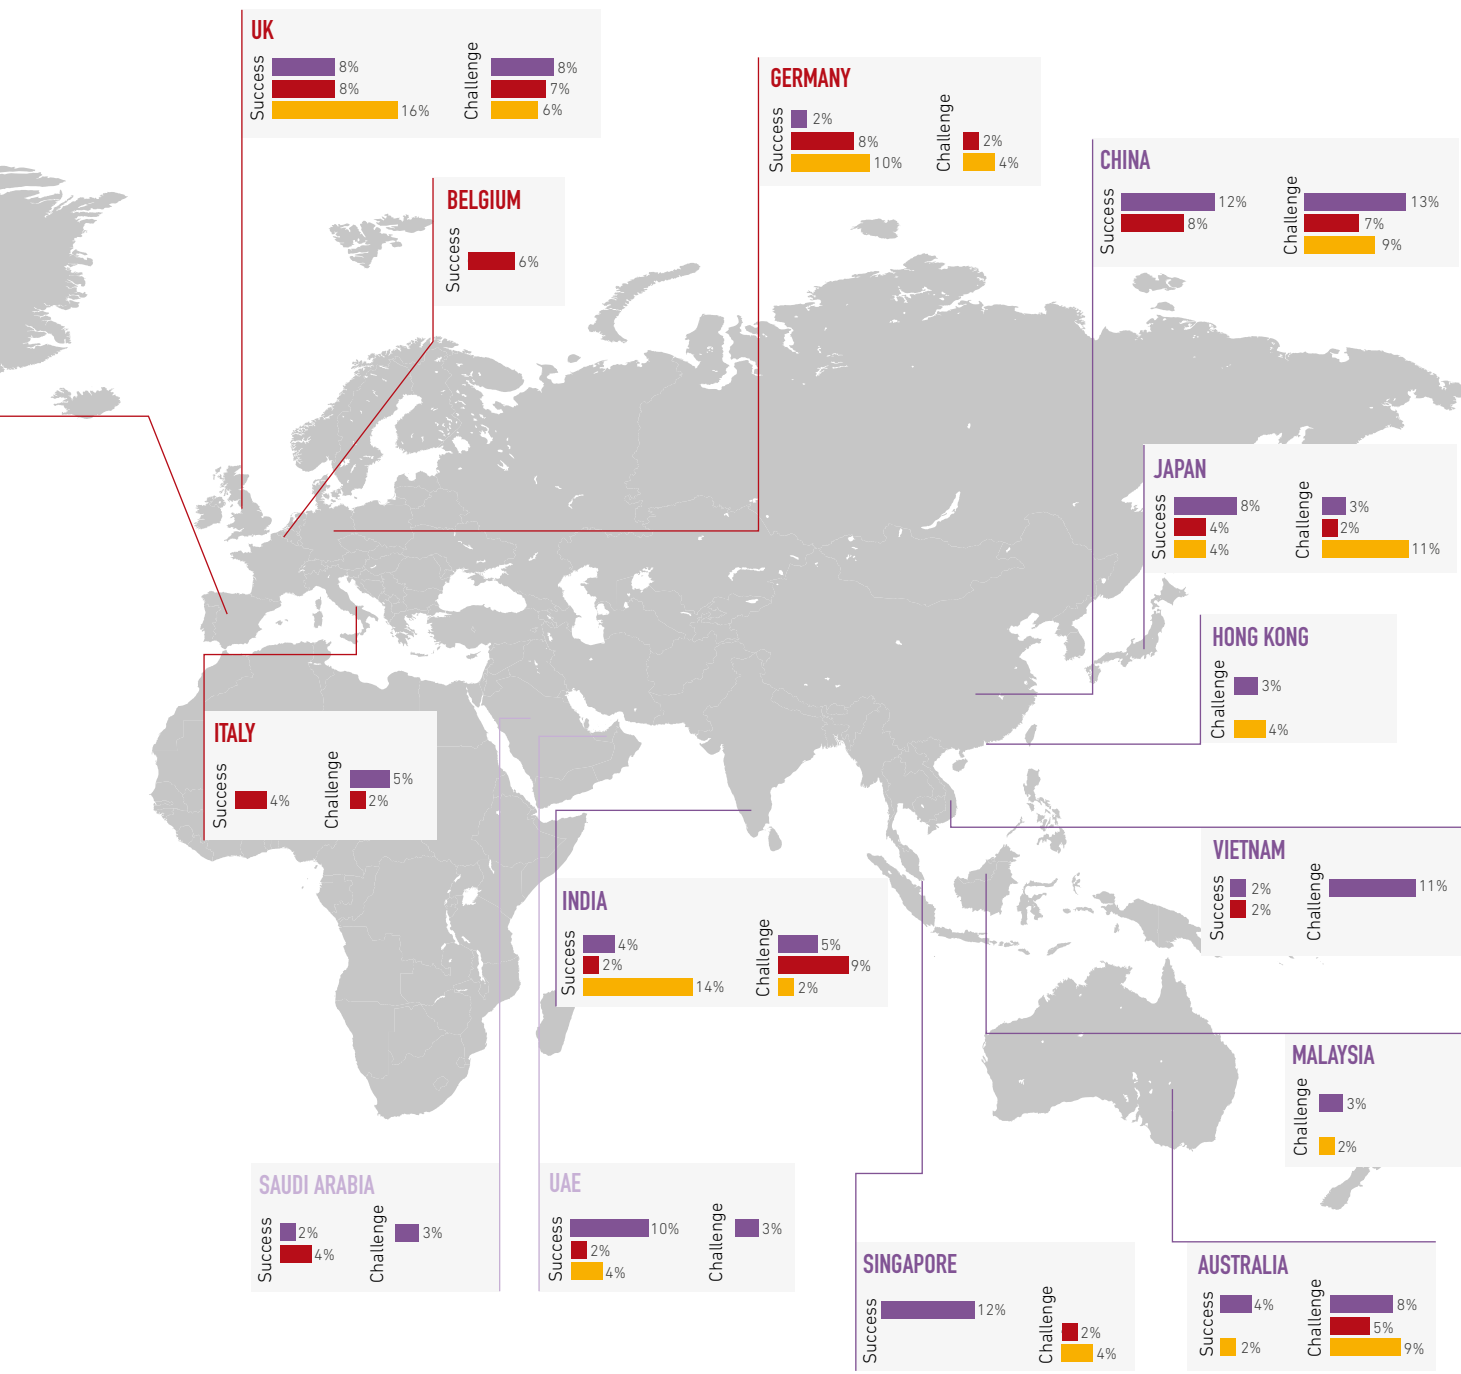 UK
Success
8%
8%
16%
Challenge
8%
7%
6%
GERMANY
Success
2%
8%
10%
Challenge
2%
4%
CHINA
Success
12%
8%
Challenge
13%
7%
9%
BELGIUM
Success
6%
JAPAN
Success
8%
4%
4%
Challenge
3%
2%
11%
HONG KONG
Challenge
3%
4%
ITALY
Success
4%
Challenge
5%
2%
VIETNAM
Success
2%
2%
Challenge
11%
INDIA
Success
4%
2%
14%
Challenge
5%
9%
2%
MALAYSIA
Challenge
3%
2%
SAUDI ARABIA
Success
2%
4%
Challenge
3%
UAE
Success
10%
2%
4%
Challenge
3%
SINGAPORE
Success
12%
Challenge
2%
4%
AUSTRALIA
Success
4%
2%
Challenge
8%
5%
9%